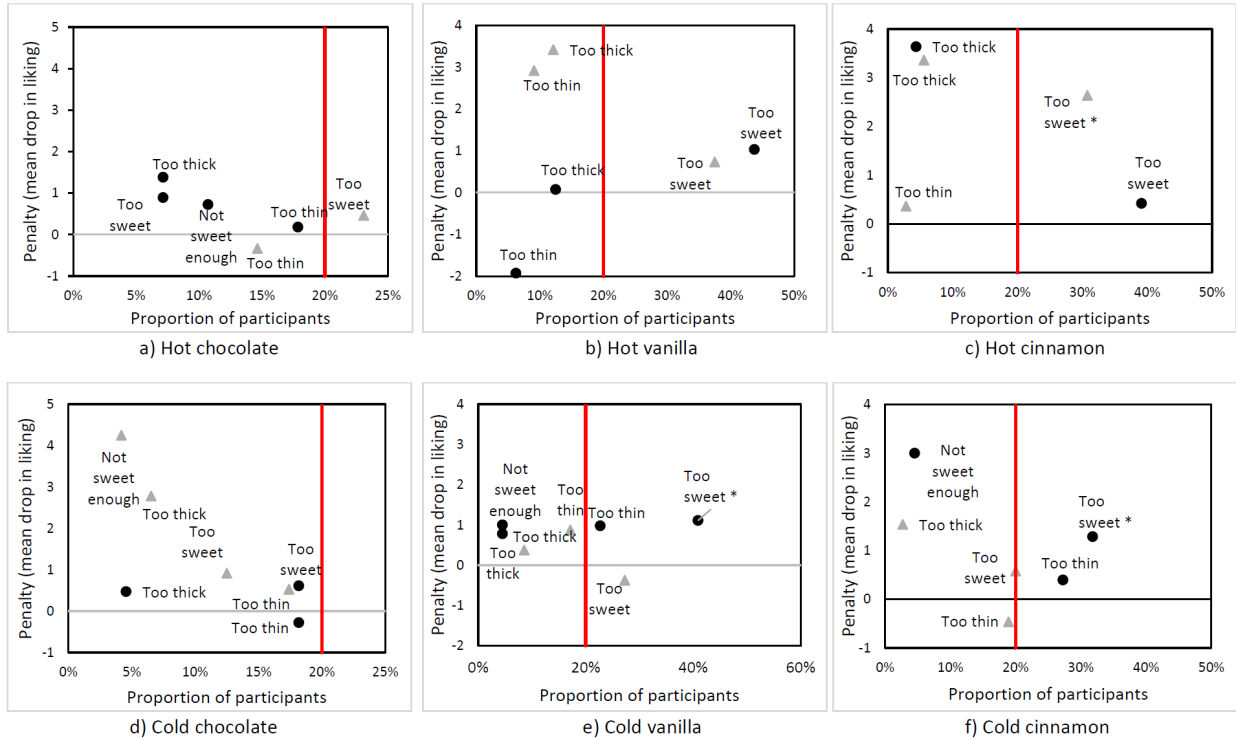 Penalty (mean drop in liking)
5
4
3
2
1
0
-1
Too thick
Too
sweet
Not
sweet
enough
Too thin
Too thin
Too
sweet
0%
5%
10%
15%
20%
25%
Proportion of participants
a) Hot chocolate
Penalty (mean drop in liking)
4
3
2
1
0
-1
-2
Too thick
Too thin
Too
sweet
Too thick
Too
sweet
Too thin
0%
10%
20%
30%
40%
50%
Proportion of participants
b) Hot vanilla
Penalty (mean drop in liking)
4
3
2
1
0
-1
Too thick
Too thick
Too
sweet *
Too
sweet
Too thin
0%
10%
20%
30%
40%
50%
Proportion of participants
c) Hot cinnamon
Penalty (mean drop in liking)
5
4
3
2
1
0
-1
Not
sweet
enough
Too thick
Too
sweet
Too
sweet
Too thick
Too thin
Too thin
0%
5%
10%
15%
20%
25%
Proportion of participants
d) Cold chocolate
Penalty (mean drop in liking)
4
3
2
1
0
-1
-2
Not
sweet
enough
Too
thin
Too thin
Too
sweet *
Too thick
Too
thick
Too
sweet
0%
20%
40%
60%
Proportion of participants
e) Cold vanilla
Penalty (mean drop in liking)
4
3
2
1
0
-1
Not
sweet
enough
Too thick
Too
sweet *
Too
sweet
Too thin
Too thin
0%
10%
20%
30%
40%
50%
Proportion of participants
f) Cold cinnamon